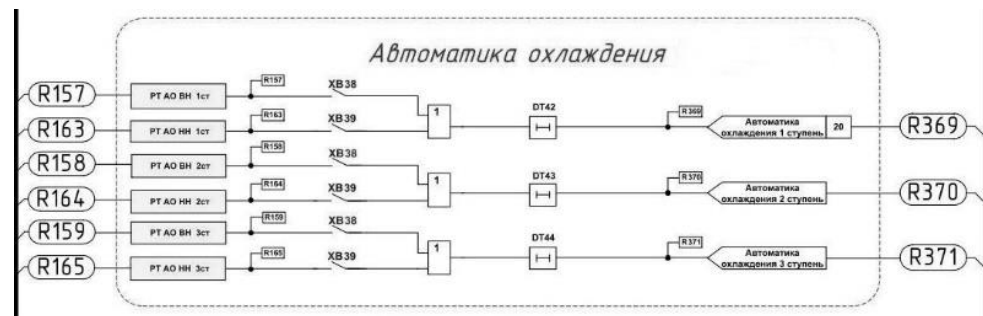 Автоматика охлаждения
R157 РТ АО ВН 1ст R157 XB38
R163 РТ АО НН 1ст R163 XB39 1 DT42 R369 Автоматика охлаждения 1 ступень 20 R369
R158 РТ АО ВН 2ст R158 XB38
R164 РТ АО НН 2ст R164 XB39 1 DT43 R370 Автоматика охлаждения 2 ступень R370
R159 РТ АО ВН 3ст R159 XB38
R165 РТ АО НН 3ст R165 XB39 1 DT44 R371 Автоматика охлаждения 3 ступень R371